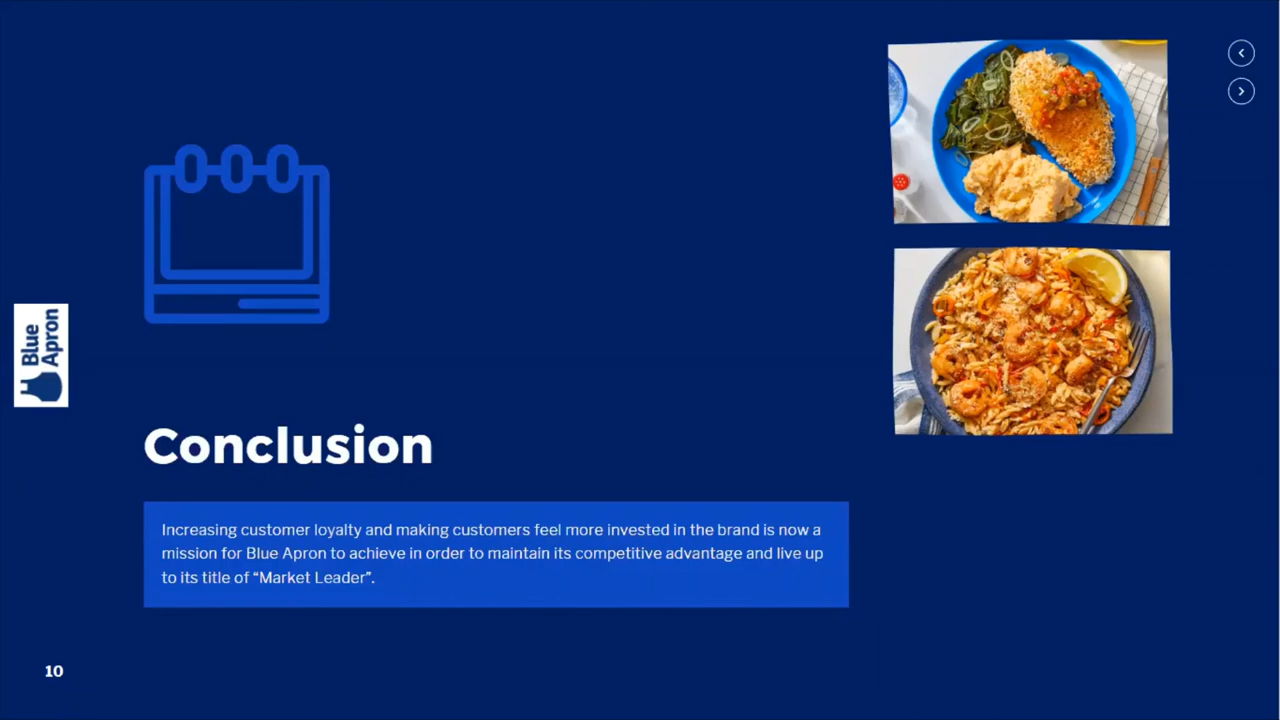 Blue
Apron
Conclusion
Increasing customer loyalty and making customers feel more invested in the brand is now a
mission for Blue Apron to achieve in order to maintain its competitive advantage and live up
to its title of “Market Leader”.
10